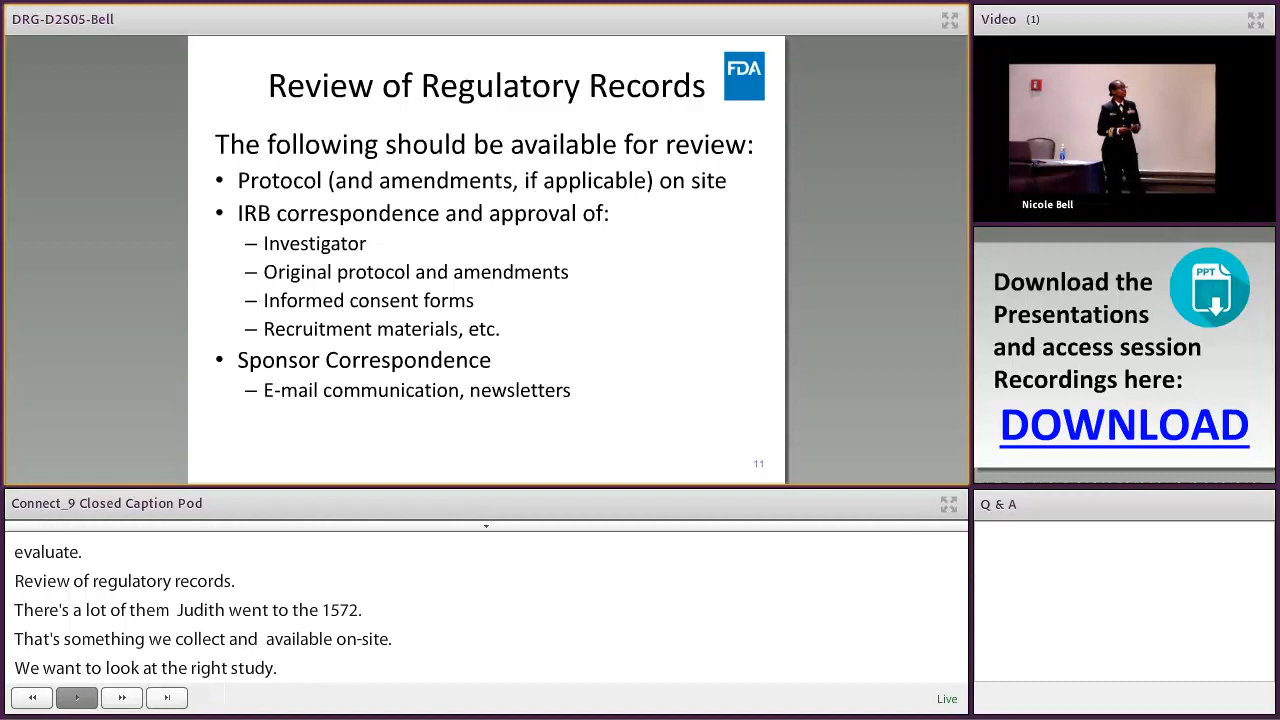 DRG-D2S05-Bell
Review of Regulatory Records
FDA
The following should be available for review:
• Protocol (and amendments, if applicable) on site
• IRB correspondence and approval of:
– Investigator
– Original protocol and amendments
– Informed consent forms
– Recruitment materials, etc.
• Sponsor Correspondence
– E-mail communication, newsletters
11
Video (1)
Nicole Bell
Download the
Presentations
and access session
Recordings here:
DOWNLOAD
PPT
Connect_9 Closed Caption Pod
evaluate.
Review of regulatory records.
There's a lot of them  Judith went to the 1572.
That's something we collect and  available on-site.
We want to look at the right study.
Live
Q & A